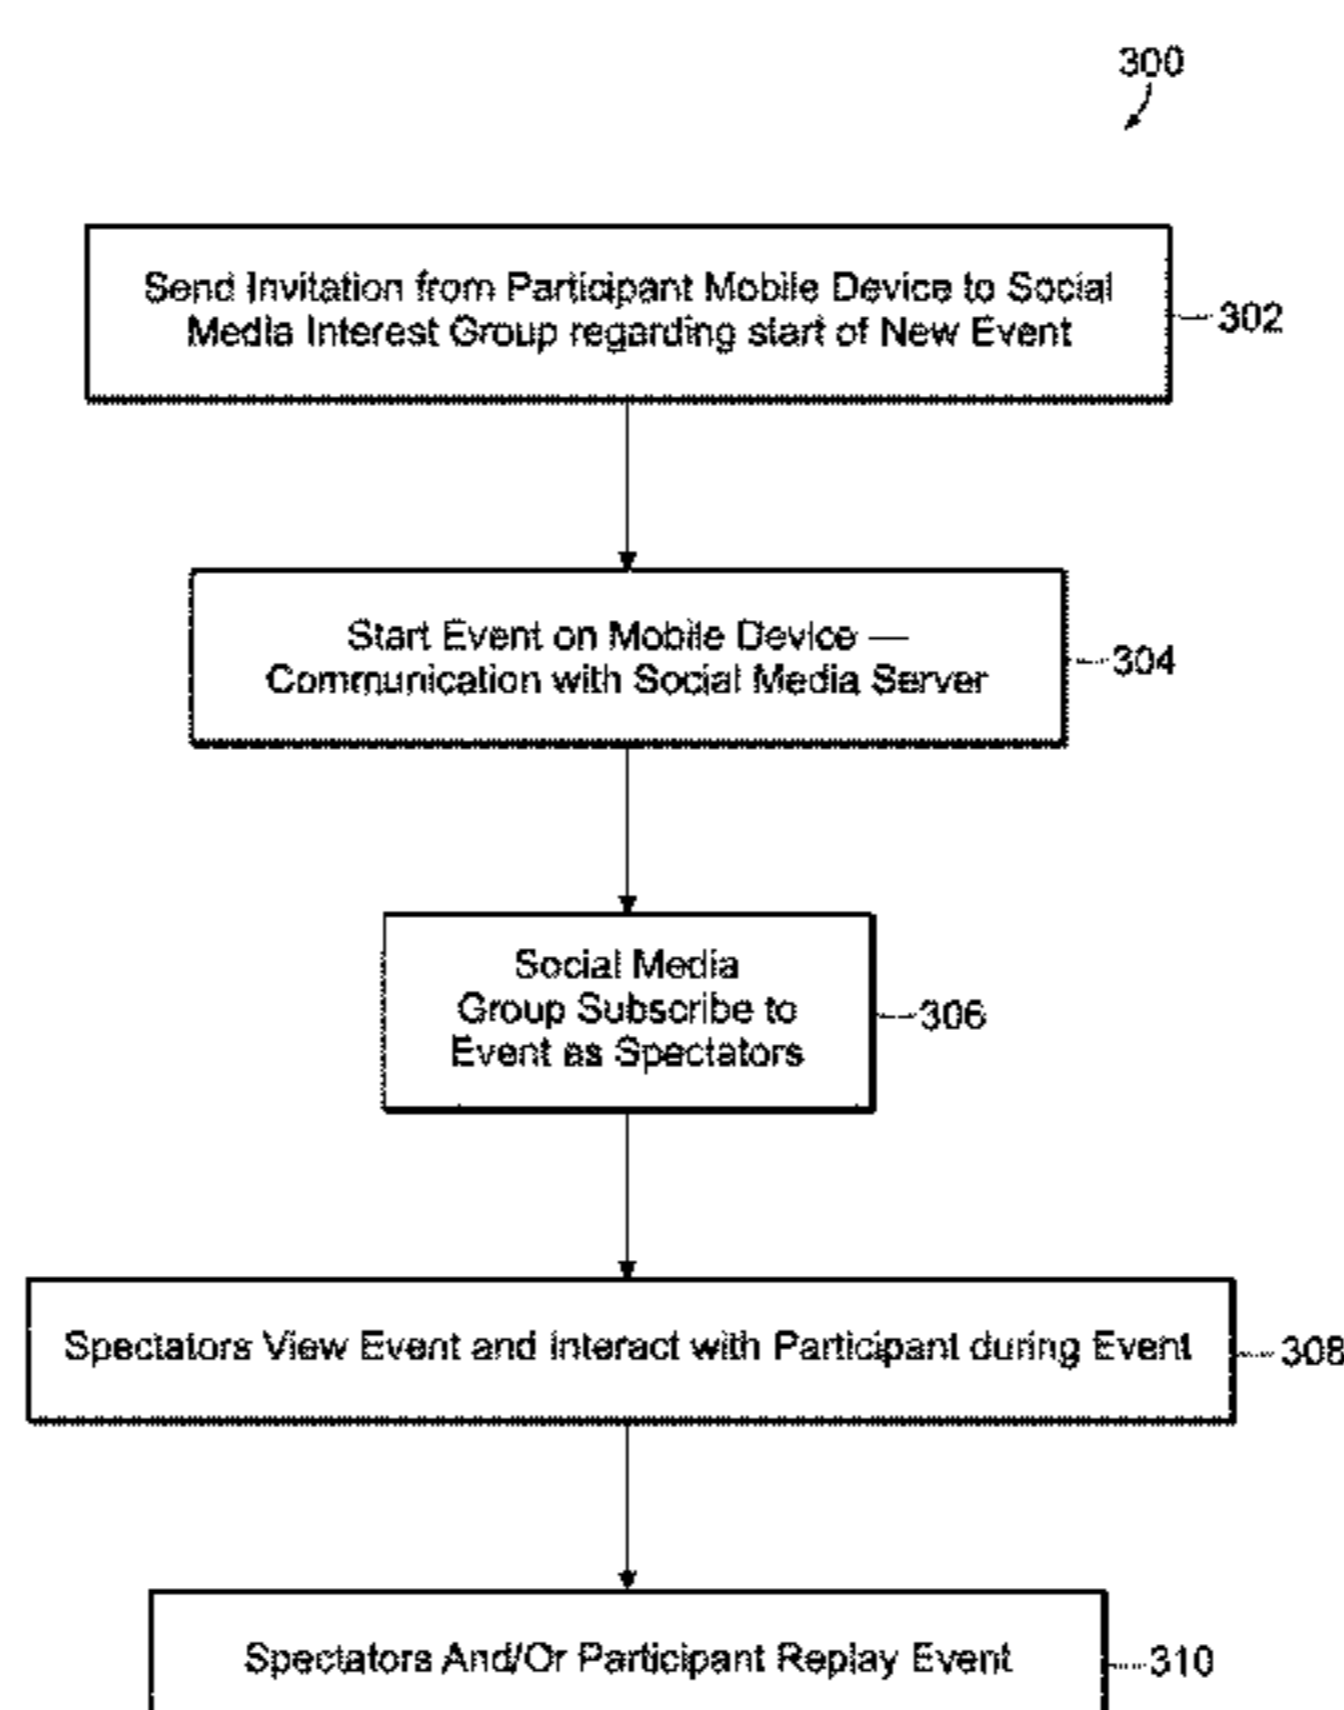 300
Send Invitation from Participant Mobile Device to Social
Media Interest Group regarding start of New Event
302
Start Event on Mobile Device —
Communication with Social Media Server
304
Social Media
Group Subscribe to
Event as Spectators
306
Spectators View Event and Interact with Participant during Event
308
Spectators And/Or Participant Replay Event
310